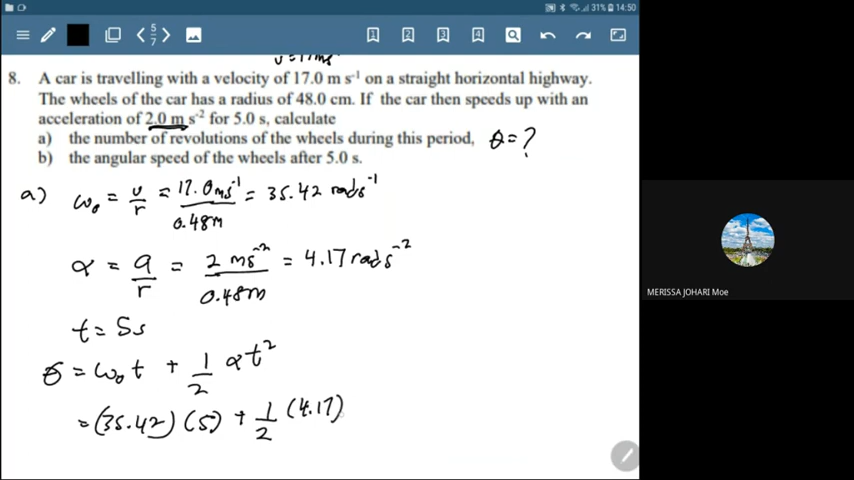 31% 14:50
5
7
1
2
3
4
v = 17ms
8. A car is travelling with a velocity of 17.0 m s⁻¹ on a straight horizontal highway.
The wheels of the car has a radius of 48.0 cm. If the car then speeds up with an
acceleration of 2.0 m s⁻² for 5.0 s, calculate
a) the number of revolutions of the wheels during this period, θ = ?
b) the angular speed of the wheels after 5.0 s.
a) ω₀ = v/r = 17.0ms⁻¹/0.48m = 35.42 rads⁻¹
α = a/r = 2 ms⁻²/0.48m = 4.17 rads⁻²
t = 5s
θ = ω₀t + 1/2 αt²
= (35.42)(5) + 1/2 (4.17)
MERISSA JOHARI Moe